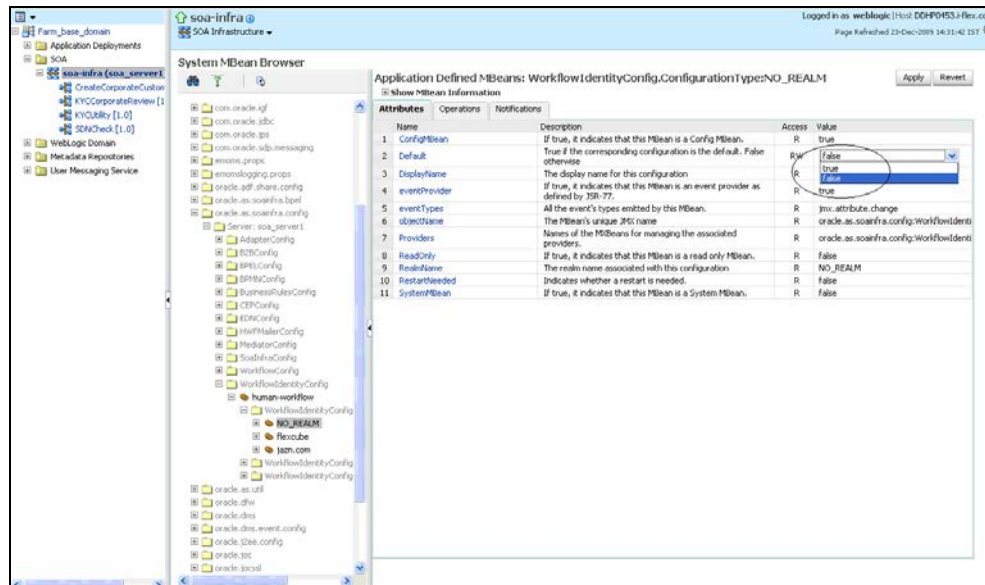 soa-infra
Logged in as weblogic|Host DDHP0453.i-flex.co
SOA Infrastructure
Page Refreshed 23-Dec-2009 14:31:42 IST
Farm_base_domain
Application Deployments
SOA
soa-infra (soa_server1
CreateCorporateCuston
KYCCorporateReview [1
KYCUtility [1.0]
SDNCheck [1.0]
WebLogic Domain
Metadata Repositories
User Messaging Service
System MBean Browser
com.oracle.igf
com.oracle.jdbc
com.oracle.jps
com.oracle.sdp.messaging
emoms.props
emomslogging.props
oracle.adf.share.config
oracle.as.soainfra.bpel
oracle.as.soainfra.config
Server: soa_server1
AdapterConfig
B2BConfig
BPELConfig
BPMNConfig
BusinessRulesConfig
CEPConfig
EDNConfig
HWFMailerConfig
MediatorConfig
SoaInfraConfig
WorkflowConfig
WorkflowIdentityConfig
human-workflow
WorkflowIdentityConfig
NO_REALM
flexcube
jazn.com
WorkflowIdentityConfig
WorkflowIdentityConfig
oracle.as.util
oracle.dfw
oracle.dms
oracle.dms.event.config
oracle.j2ee.config
oracle.joc
oracle.jocssl
Application Defined MBeans: WorkflowIdentityConfig.ConfigurationType:NO_REALM
Apply Revert
Show MBean Information
Attributes Operations Notifications
Name Description Access Value
1 ConfigMBean If true, it indicates that this MBean is a Config MBean. R true
2 Default True if the corresponding configuration is the default. False otherwise RW false
true
false
3 DisplayName The display name for this configuration R
4 eventProvider If true, it indicates that this MBean is an event provider as defined by JSR-77. R true
5 eventTypes All the event's types emitted by this MBean. R jmx.attribute.change
6 objectName The MBean's unique JMX name R oracle.as.soainfra.config:WorkflowIdenti
7 Providers Names of the MXBeans for managing the associated providers. R oracle.as.soainfra.config:WorkflowIdenti
8 ReadOnly If true, it indicates that this MBean is a read only MBean. R false
9 RealmName The realm name associated with this configuration R NO_REALM
10 RestartNeeded Indicates whether a restart is needed. R false
11 SystemMBean If true, it indicates that this MBean is a System MBean. R false